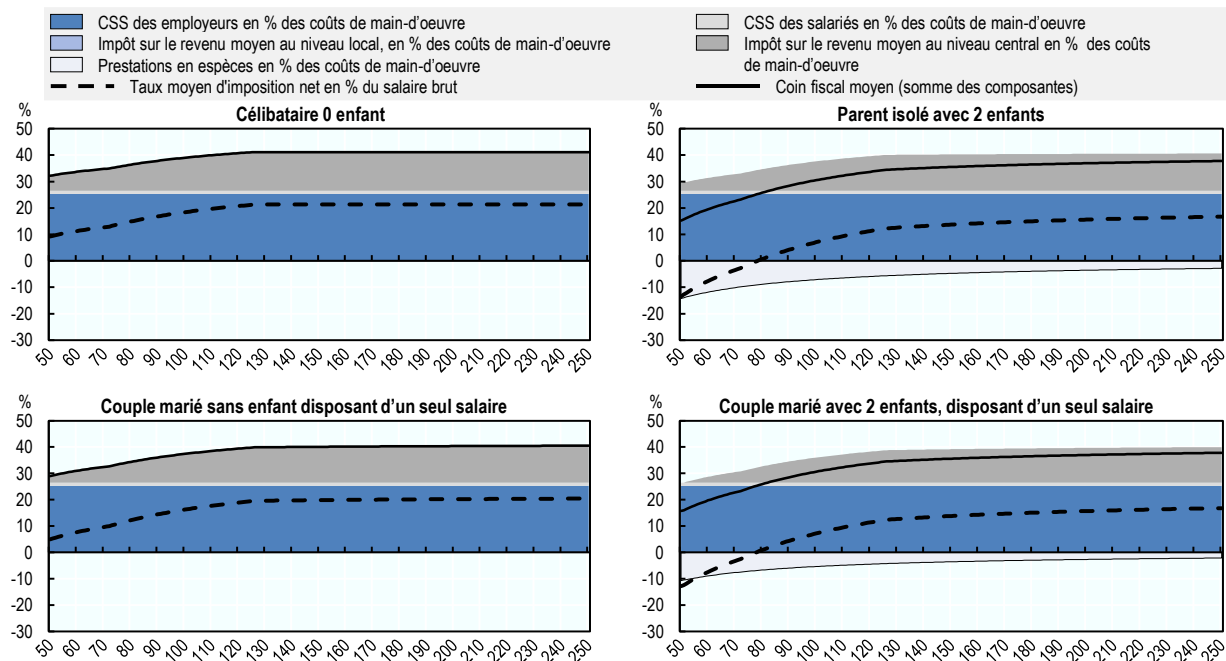 CSS des employeurs en % des coûts de main-d'oeuvre
CSS des salariés en % des coûts de main-d'oeuvre
Impôt sur le revenu moyen au niveau local, en % des coûts de main-d'oeuvre
Impôt sur le revenu moyen au niveau central en % des coûts
de main-d'oeuvre
Prestations en espèces en % des coûts de main-d'oeuvre
Taux moyen d'imposition net en % du salaire brut
Coin fiscal moyen (somme des composantes)
%
Célibataire 0 enfant
50
40
30
20
10
0
-10
-20
-30
50 60 70 80 90 100 110 120 130 140 150 160 170 180 190 200 210 220 230 240 250
%
Parent isolé avec 2 enfants
50
40
30
20
10
0
-10
-20
-30
50 60 70 80 90 100 110 120 130 140 150 160 170 180 190 200 210 220 230 240 250
%
Couple marié sans enfant disposant d'un seul salaire
50
40
30
20
10
0
-10
-20
-30
50 60 70 80 90 100 110 120 130 140 150 160 170 180 190 200 210 220 230 240 250
%
Couple marié avec 2 enfants, disposant d'un seul salaire
50
40
30
20
10
0
-10
-20
-30
50 60 70 80 90 100 110 120 130 140 150 160 170 180 190 200 210 220 230 240 250